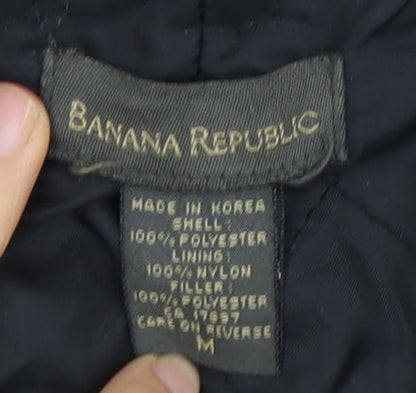 BANANA REPUBLIC
MADE IN KOREA
SHELL:
100% POLYESTER
LINING:
100% NYLON
FILLER:
100% POLYESTER
CA 17897
CARE ON REVERSE
M